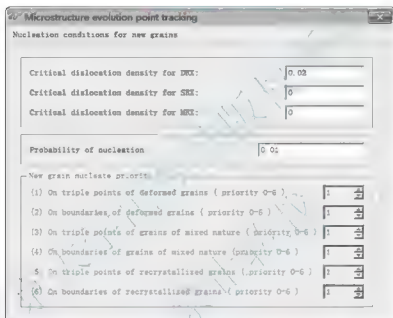 Microstructure evolution point tracking
Nucleation conditions for new grains
Critical dislocation density for DRX: 0.02
Critical dislocation density for SRX: 0
Critical dislocation density for MRX: 0
Probability of nucleation 0.01
New grain nucleate priority
(1) On triple points of deformed grains ( priority 0-6 ) 1
(2) On boundaries of deformed grains ( priority 0-6 ) 1
(3) On triple points of grains of mixed nature ( priority 0-6 ) 1
(4) On boundaries of grains of mixed nature (priority 0-6 ) 1
5 On triple points of recrystallized grains ( priority 0-6 ) 1
(6) On boundaries of recrystallized grains ( priority 0-6 ) 1